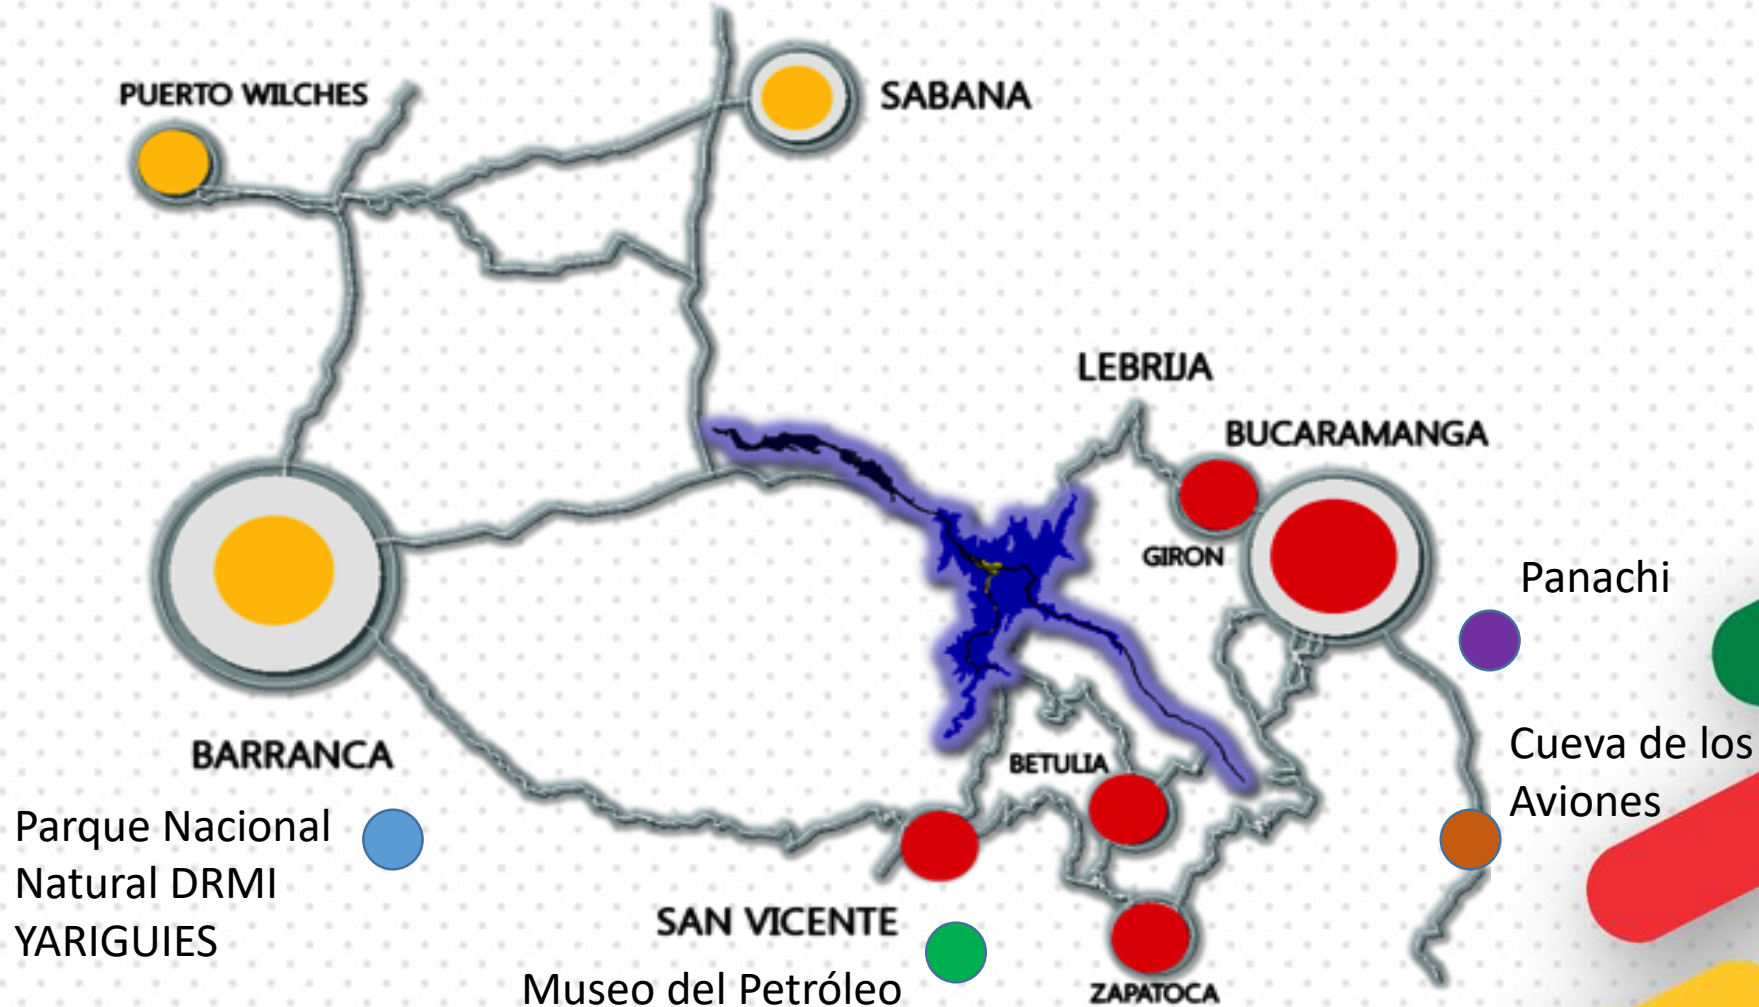 PUERTO WILCHES
SABANA
LEBRIJA
BUCARAMANGA
GIRON
Panachi
BARRANCA
BETULIA
Cueva de los
Aviones
Parque Nacional
Natural DRMI
YARIGUIES
SAN VICENTE
Museo del Petróleo
ZAPATOCA